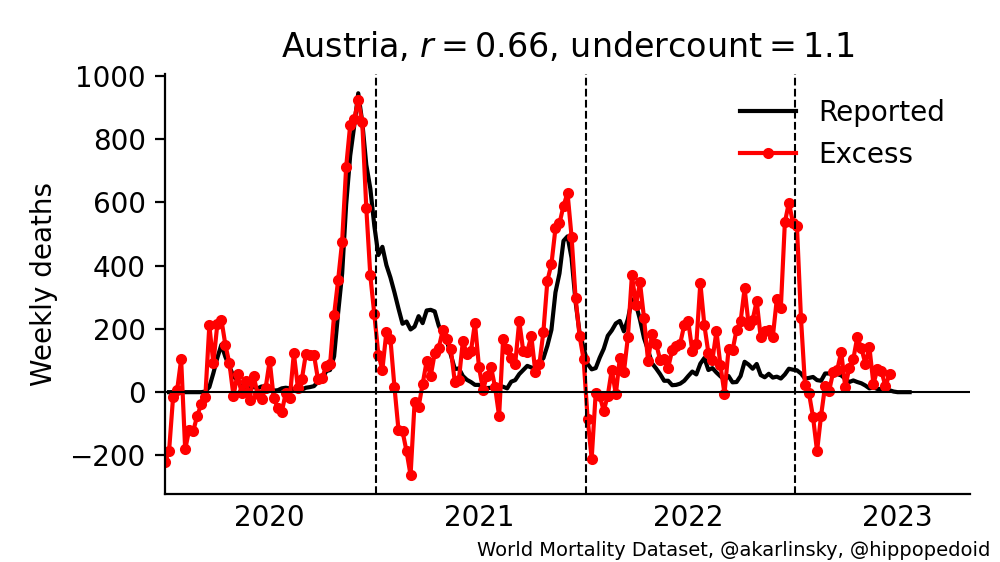 Austria, r = 0.66, undercount = 1.1
1000
800
600
400
200
0
−200
Weekly deaths
Reported
Excess
2020 2021 2022 2023
World Mortality Dataset, @akarlinsky, @hippopedoid